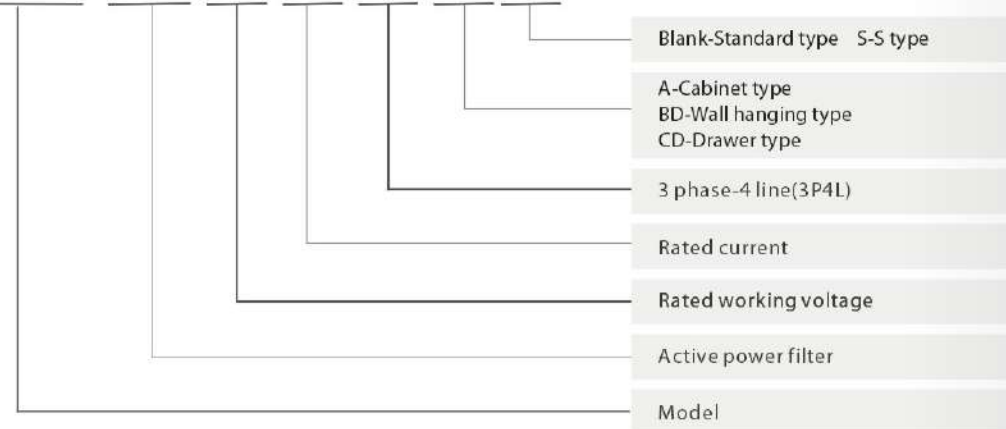 Blank-Standard type S-S type
A-Cabinet type
BD-Wall hanging type
CD-Drawer type
3 phase-4 line(3P4L)
Rated current
Rated working voltage
Active power filter
Model